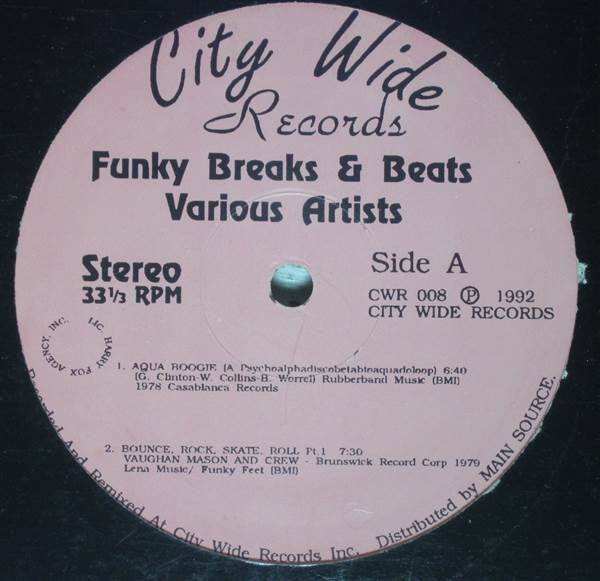 City Wide
Records
Funky Breaks & Beats
Various Artists
Stereo
33 1/3 RPM
Side A
CWR 008 Ⓟ 1992
CITY WIDE RECORDS
LIC. HARRY FOX AGENCY, INC.
1. AQUA BOOGIE (A Psychoalphadiscobetabioaquadoloop) 6:40
(G. Clinton-W. Collins-B. Worrel) Rubberband Music (BMI)
1978 Casablanca Records
2. BOUNCE, ROCK, SKATE, ROLL Pt.1 7:30
VAUGHAN MASON AND CREW - Brunswick Record Corp 1979
Lena Music/ Funky Feet (BMI)
Recorded And Remixed At City Wide Records Inc. Distributed by MAIN SOURCE.